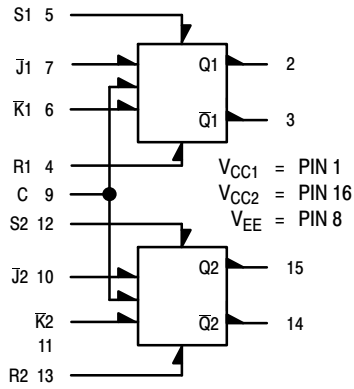 S1 5
J̅1 7
Q1 2
K̅1 6
Q̅1 3
R1 4
VCC1 = PIN 1
C 9
VCC2 = PIN 16
S2 12
VEE = PIN 8
Q2 15
J̅2 10
K̅2
11
Q̅2 14
R2 13